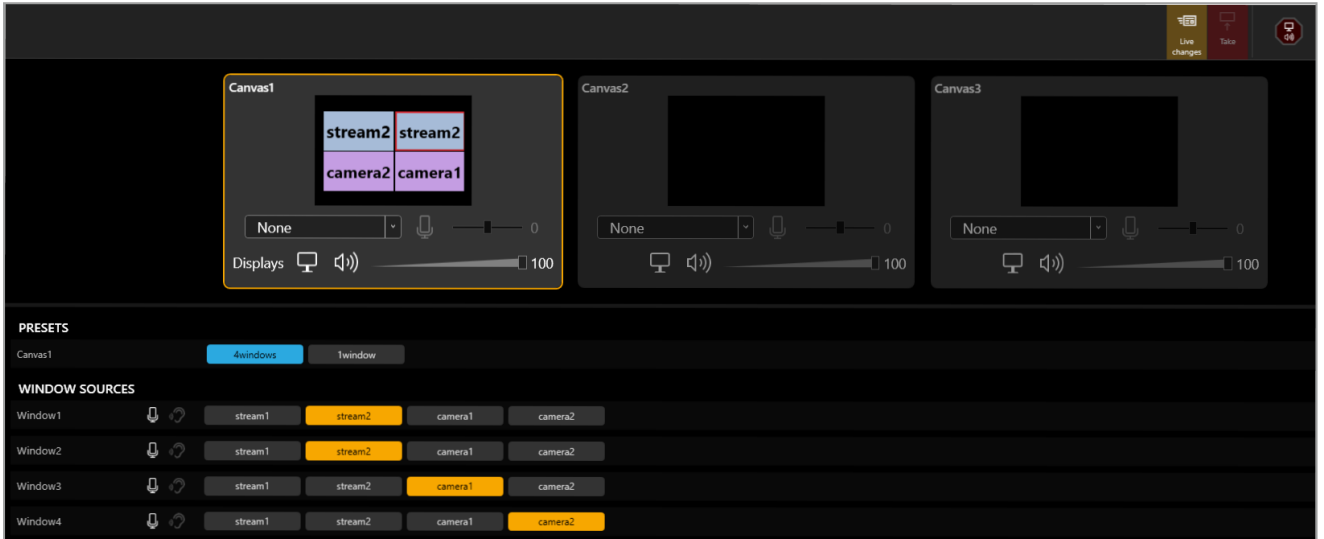 Live
changes
Take
Canvas1
stream2 stream2
camera2 camera1
None 0
Displays 100
Canvas2
None 0
100
Canvas3
None 0
100
PRESETS
Canvas1 4windows 1window
WINDOW SOURCES
Window1 stream1 stream2 camera1 camera2
Window2 stream1 stream2 camera1 camera2
Window3 stream1 stream2 camera1 camera2
Window4 stream1 stream2 camera1 camera2